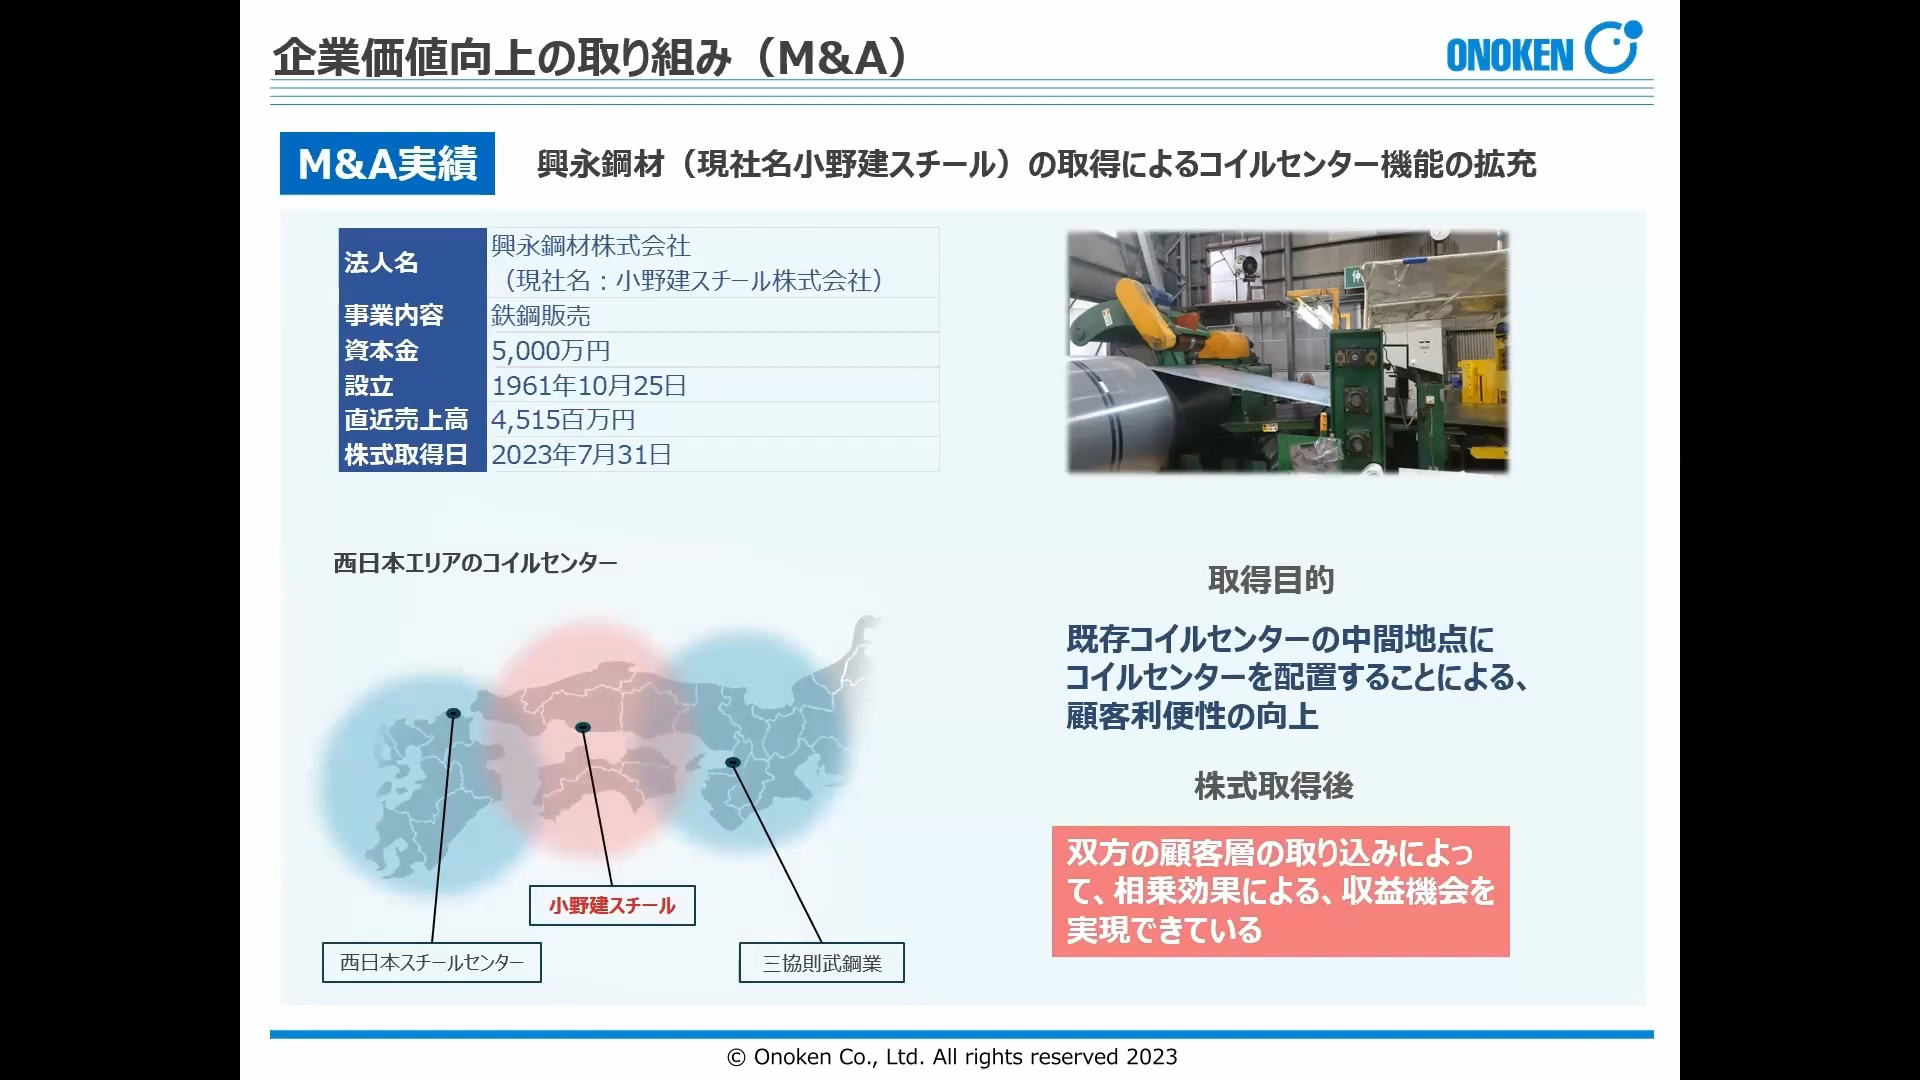 企業価値向上の取り組み（M&A）
ONOKEN
M&A実績
興永鋼材（現社名小野建スチール）の取得によるコイルセンター機能の拡充
法人名
興永鋼材株式会社
（現社名：小野建スチール株式会社）
事業内容
鉄鋼販売
資本金
5,000万円
設立
1961年10月25日
直近売上高
4,515百万円
株式取得日
2023年7月31日
西日本エリアのコイルセンター
小野建スチール
西日本スチールセンター
三協則武鋼業
取得目的
既存コイルセンターの中間地点に
コイルセンターを配置することによる、
顧客利便性の向上
株式取得後
双方の顧客層の取り込みによっ
て、相乗効果による、収益機会を
実現できている
© Onoken Co., Ltd. All rights reserved 2023